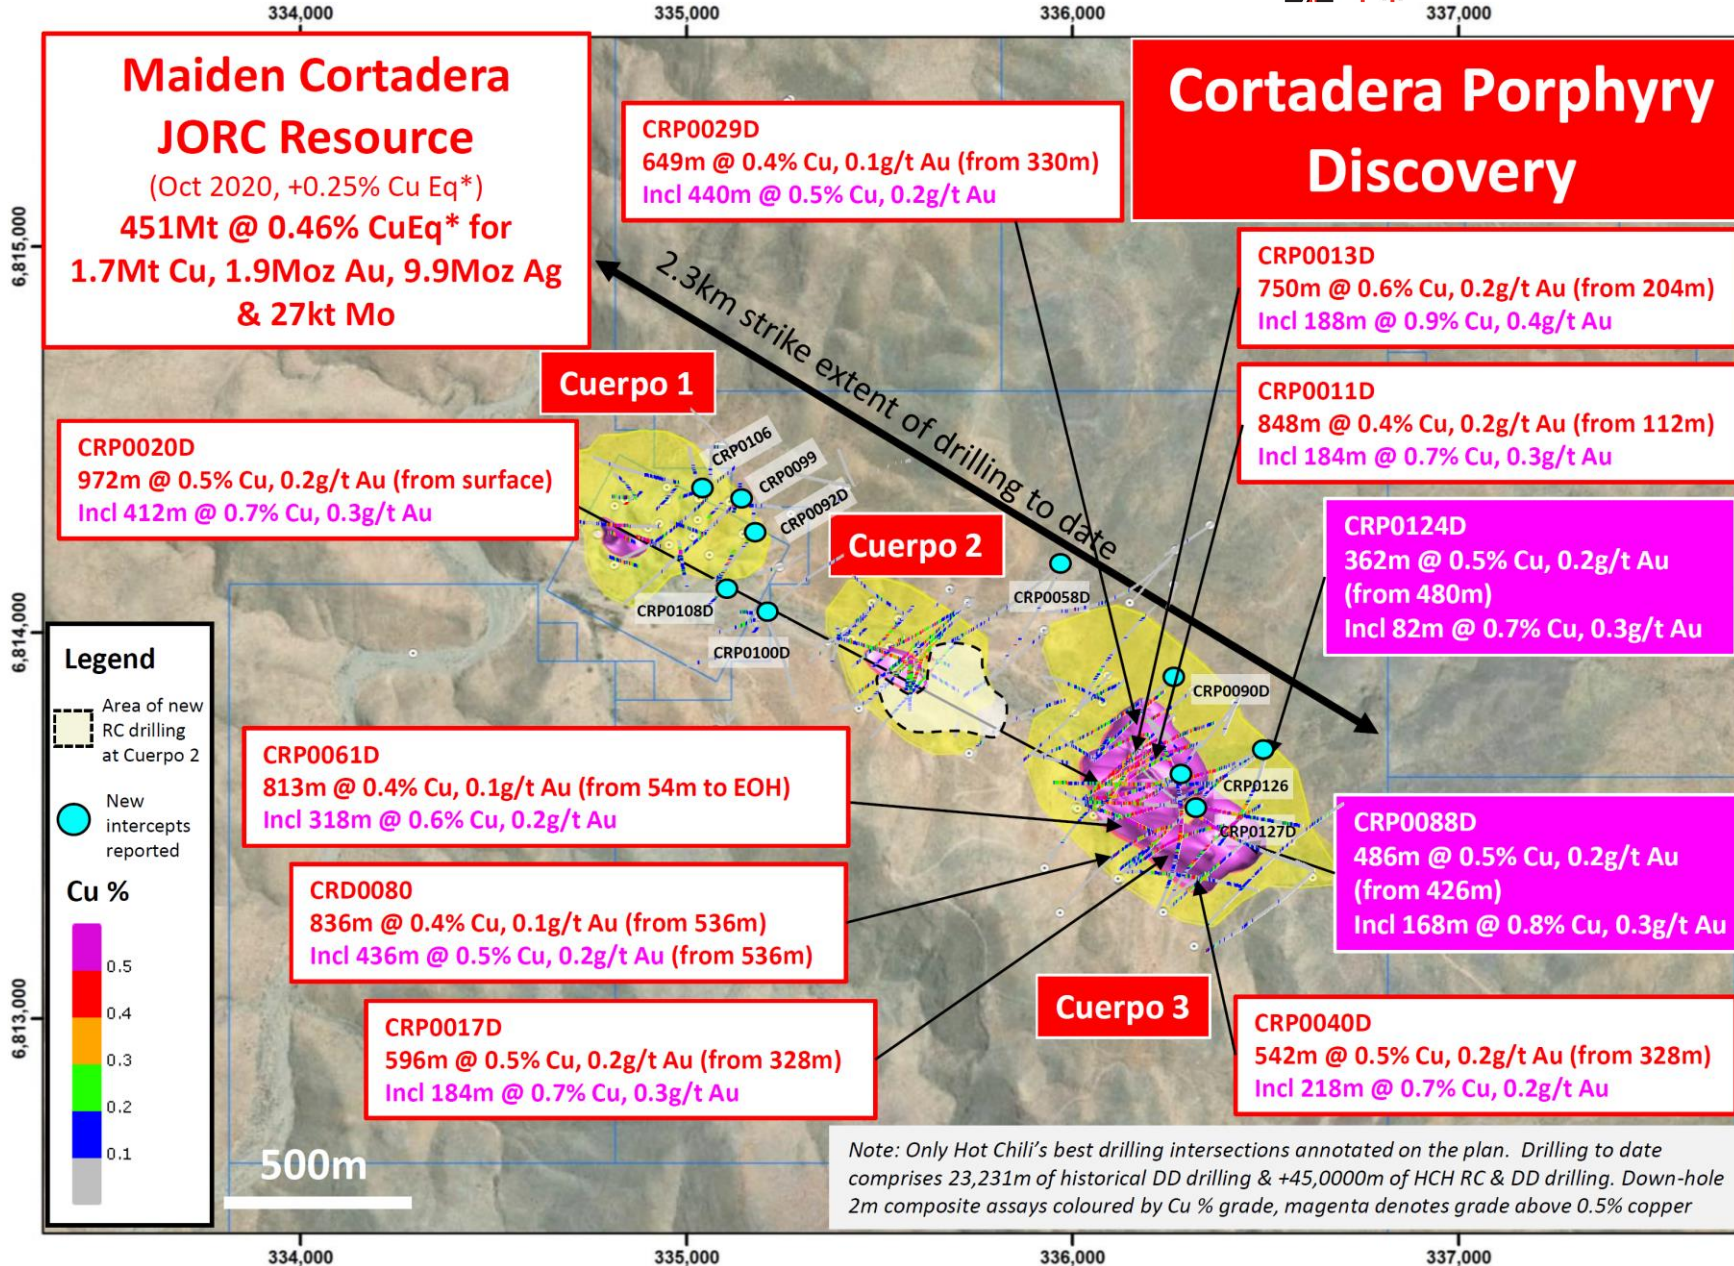 334,000
335,000
336,000
337,000
Maiden Cortadera
JORC Resource
(Oct 2020, +0.25% Cu Eq*)
451Mt @ 0.46% CuEq* for
1.7Mt Cu, 1.9Moz Au, 9.9Moz Ag
& 27kt Mo
Cortadera Porphyry
Discovery
CRP0029D
649m @ 0.4% Cu, 0.1g/t Au (from 330m)
Incl 440m @ 0.5% Cu, 0.2g/t Au
6,815,000
CRP0013D
750m @ 0.6% Cu, 0.2g/t Au (from 204m)
Incl 188m @ 0.9% Cu, 0.4g/t Au
2.3km strike extent of drilling to date
Cuerpo 1
CRP0011D
848m @ 0.4% Cu, 0.2g/t Au (from 112m)
Incl 184m @ 0.7% Cu, 0.3g/t Au
CRP0020D
972m @ 0.5% Cu, 0.2g/t Au (from surface)
Incl 412m @ 0.7% Cu, 0.3g/t Au
CRP0106
CRP0099
CRP0092D
Cuerpo 2
CRP0124D
362m @ 0.5% Cu, 0.2g/t Au
(from 480m)
Incl 82m @ 0.7% Cu, 0.3g/t Au
CRP0108D
CRP0100D
CRP0058D
6,814,000
Legend
Area of new
RC drilling
at Cuerpo 2
New
intercepts
reported
Cu %
0.5
0.4
0.3
0.2
0.1
CRP0090D
CRP0126
CRP0127D
CRP0061D
813m @ 0.4% Cu, 0.1g/t Au (from 54m to EOH)
Incl 318m @ 0.6% Cu, 0.2g/t Au
CRP0088D
486m @ 0.5% Cu, 0.2g/t Au
(from 426m)
Incl 168m @ 0.8% Cu, 0.3g/t Au
CRD0080
836m @ 0.4% Cu, 0.1g/t Au (from 536m)
Incl 436m @ 0.5% Cu, 0.2g/t Au (from 536m)
6,813,000
Cuerpo 3
CRP0017D
596m @ 0.5% Cu, 0.2g/t Au (from 328m)
Incl 184m @ 0.7% Cu, 0.3g/t Au
CRP0040D
542m @ 0.5% Cu, 0.2g/t Au (from 328m)
Incl 218m @ 0.7% Cu, 0.2g/t Au
500m
Note: Only Hot Chili's best drilling intersections annotated on the plan. Drilling to date
comprises 23,231m of historical DD drilling & +45,0000m of HCH RC & DD drilling. Down-hole
2m composite assays coloured by Cu % grade, magenta denotes grade above 0.5% copper
334,000
335,000
336,000
337,000